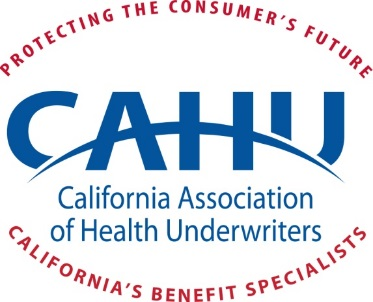 PROTECTING THE CONSUMER'S FUTURE
CAHU
California Association
of Health Underwriters
CALIFORNIA'S BENEFIT SPECIALISTS